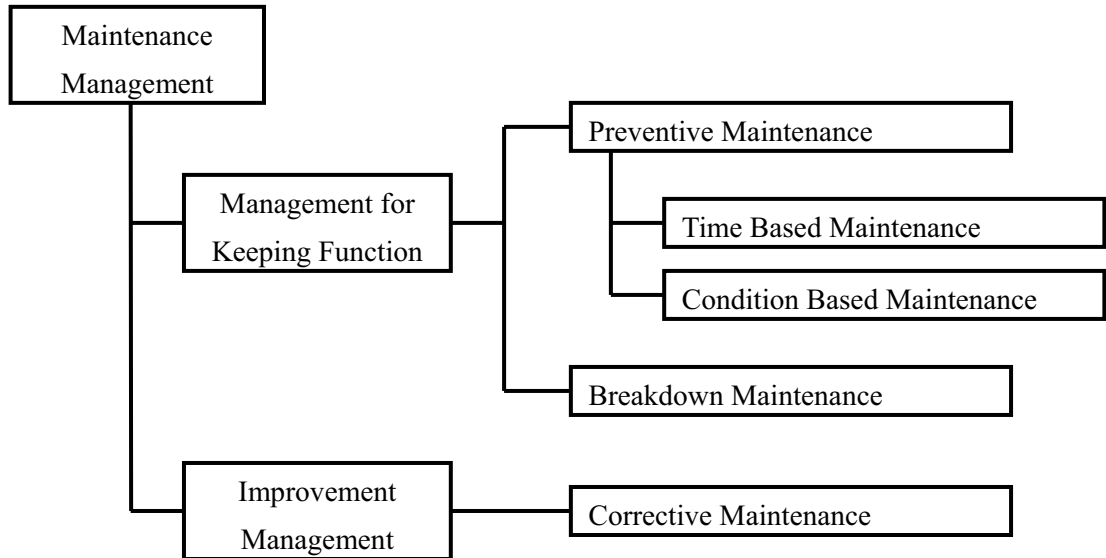 Maintenance
Management
Preventive Maintenance
Management for
Keeping Function
Time Based Maintenance
Condition Based Maintenance
Breakdown Maintenance
Improvement
Management
Corrective Maintenance